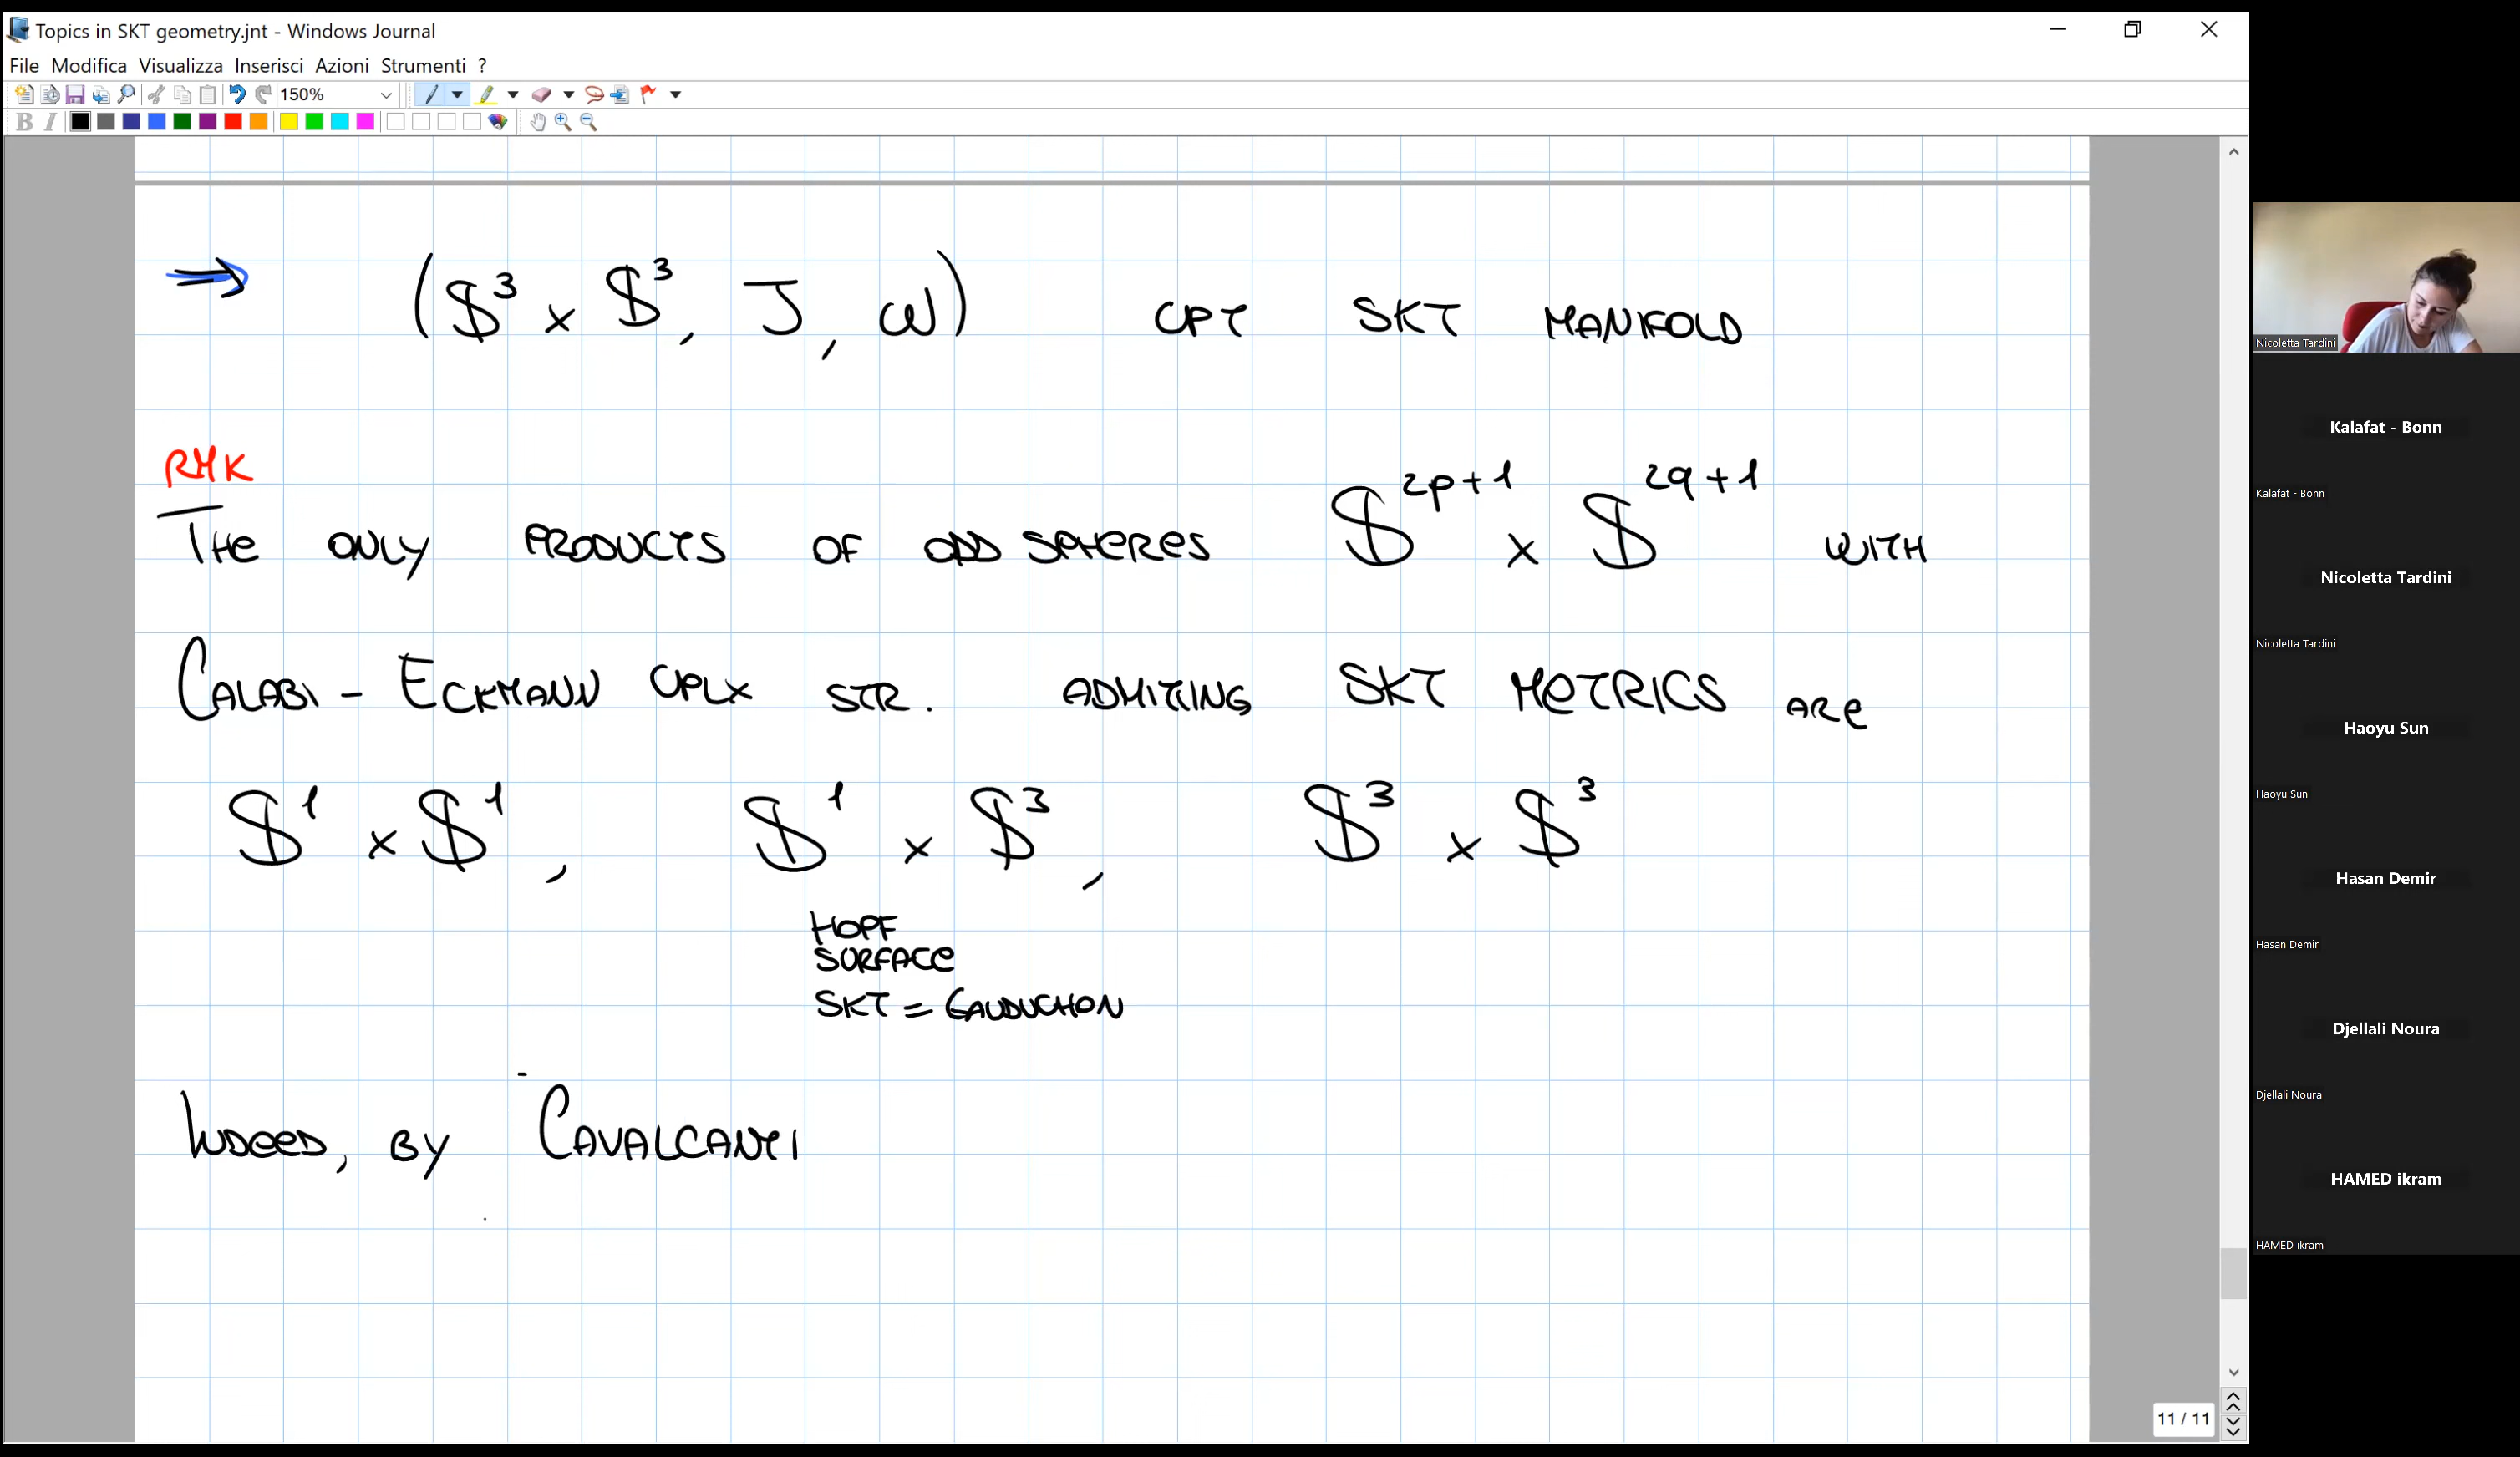 Topics in SKT geometry.jnt - Windows Journal
File Modifica Visualizza Inserisci Azioni Strumenti ?
150%
B I
⇒ (𝕊³ × 𝕊³, J, ω) CPT SKT MANIFOLD
RMK
THE ONLY PRODUCTS OF ODD SPHERES 𝕊²ᵖ⁺¹ × 𝕊^{2q+1} WITH
CALABI - ECKMANN CPLX STR. ADMITTING SKT METRICS ARE
𝕊¹ × 𝕊¹, 𝕊¹ × 𝕊³, 𝕊³ × 𝕊³
HOPF
SURFACE
SKT = GAUDUCHON
INDEED, BY CAVALCANTI
11 / 11
Nicoletta Tardini
Kalafat - Bonn
Kalafat - Bonn
Nicoletta Tardini
Nicoletta Tardini
Haoyu Sun
Haoyu Sun
Hasan Demir
Hasan Demir
Djellali Noura
Djellali Noura
HAMED ikram
HAMED ikram